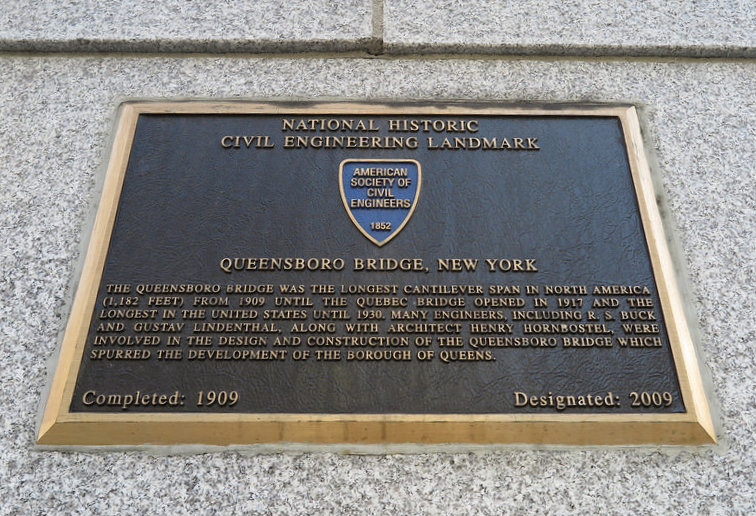 NATIONAL HISTORIC
CIVIL ENGINEERING LANDMARK
AMERICAN
SOCIETY OF
CIVIL
ENGINEERS
1852
QUEENSBORO BRIDGE, NEW YORK
THE QUEENSBORO BRIDGE WAS THE LONGEST CANTILEVER SPAN IN NORTH AMERICA
(1,182 FEET) FROM 1909 UNTIL THE QUEBEC BRIDGE OPENED IN 1917 AND THE
LONGEST IN THE UNITED STATES UNTIL 1930. MANY ENGINEERS, INCLUDING R. S. BUCK
AND GUSTAV LINDENTHAL, ALONG WITH ARCHITECT HENRY HORNBOSTEL, WERE
INVOLVED IN THE DESIGN AND CONSTRUCTION OF THE QUEENSBORO BRIDGE WHICH
SPURRED THE DEVELOPMENT OF THE BOROUGH OF QUEENS.
Completed: 1909
Designated: 2009